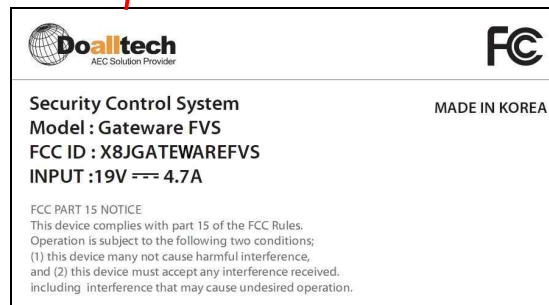 Doalltech
AEC Solution Provider
FC
Security Control System
MADE IN KOREA
Model : Gateware FVS
FCC ID : X8JGATEWAREFVS
INPUT :19V ⎓ 4.7A
FCC PART 15 NOTICE
This device complies with part 15 of the FCC Rules.
Operation is subject to the following two conditions;
(1) this device many not cause harmful interference,
and (2) this device must accept any interference received.
including interference that may cause undesired operation.